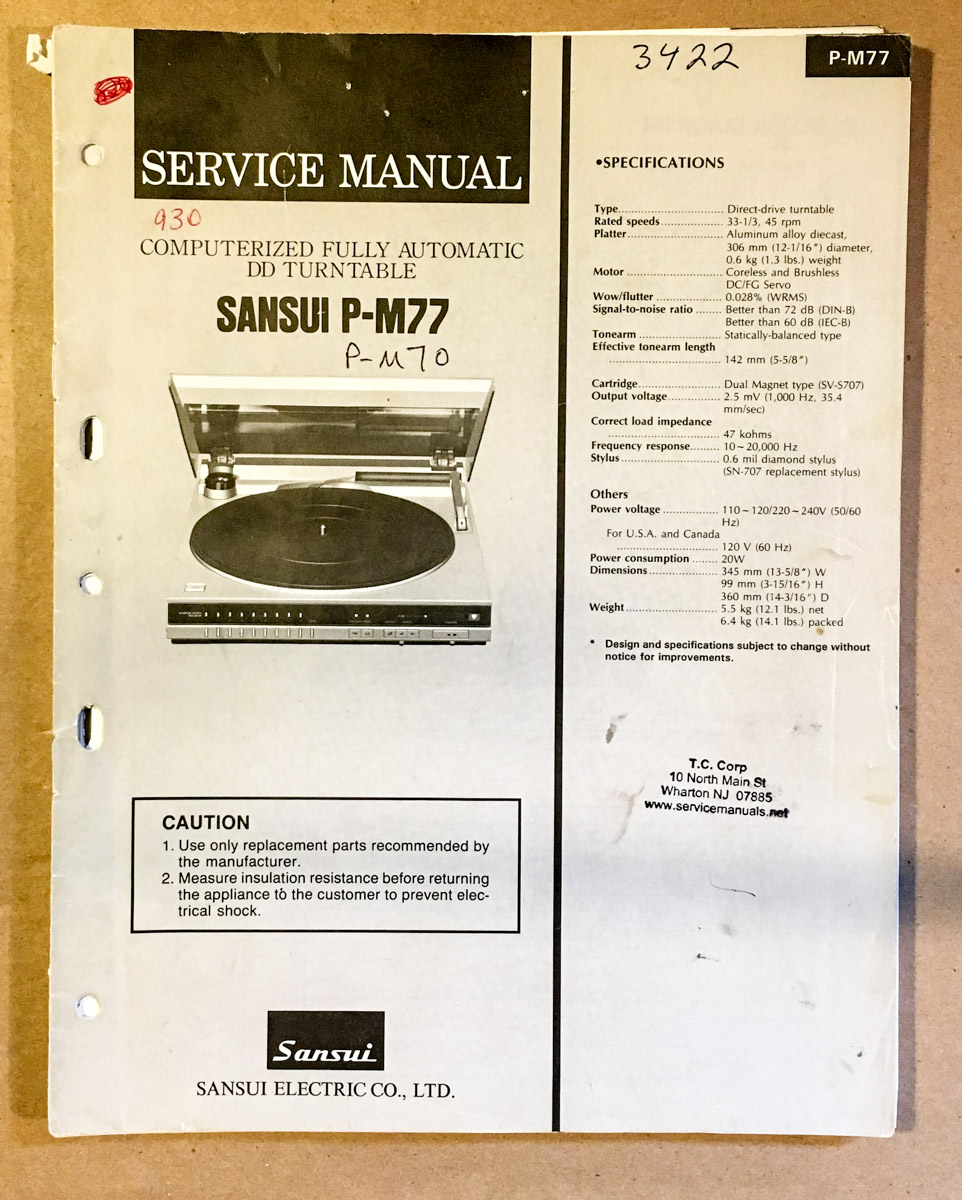 SERVICE MANUAL
930
COMPUTERIZED FULLY AUTOMATIC
DD TURNTABLE
SANSUI P-M77
P-M70
CAUTION
1. Use only replacement parts recommended by
the manufacturer.
2. Measure insulation resistance before returning
the appliance to the customer to prevent elec-
trical shock.
Sansui
SANSUI ELECTRIC CO., LTD.
3422
P-M77
•SPECIFICATIONS
Type.............................. Direct-drive turntable
Rated speeds.................. 33-1/3, 45 rpm
Platter........................... Aluminum alloy diecast,
306 mm (12-1/16") diameter,
0.6 kg (1.3 lbs.) weight
Motor ........................... Coreless and Brushless
DC/FG Servo
Wow/flutter ................... 0.028% (WRMS)
Signal-to-noise ratio ....... Better than 72 dB (DIN-B)
Better than 60 dB (IEC-B)
Tonearm ....................... Statically-balanced type
Effective tonearm length
................................ 142 mm (5-5/8")
Cartridge....................... Dual Magnet type (SV-S707)
Output voltage............... 2.5 mV (1,000 Hz, 35.4
mm/sec)
Correct load impedance
................................ 47 kohms
Frequency response........ 10~20,000 Hz
Stylus ........................... 0.6 mil diamond stylus
(SN-707 replacement stylus)
Others
Power voltage ................ 110~120/220~240V (50/60
Hz)
For U.S.A. and Canada
............................. 120 V (60 Hz)
Power consumption ........ 20W
Dimensions.................... 345 mm (13-5/8") W
99 mm (3-15/16") H
360 mm (14-3/16") D
Weight.......................... 5.5 kg (12.1 lbs.) net
6.4 kg (14.1 lbs.) packed
* Design and specifications subject to change without
notice for improvements.
T.C. Corp
10 North Main St
Wharton NJ 07885
www.servicemanuals.net